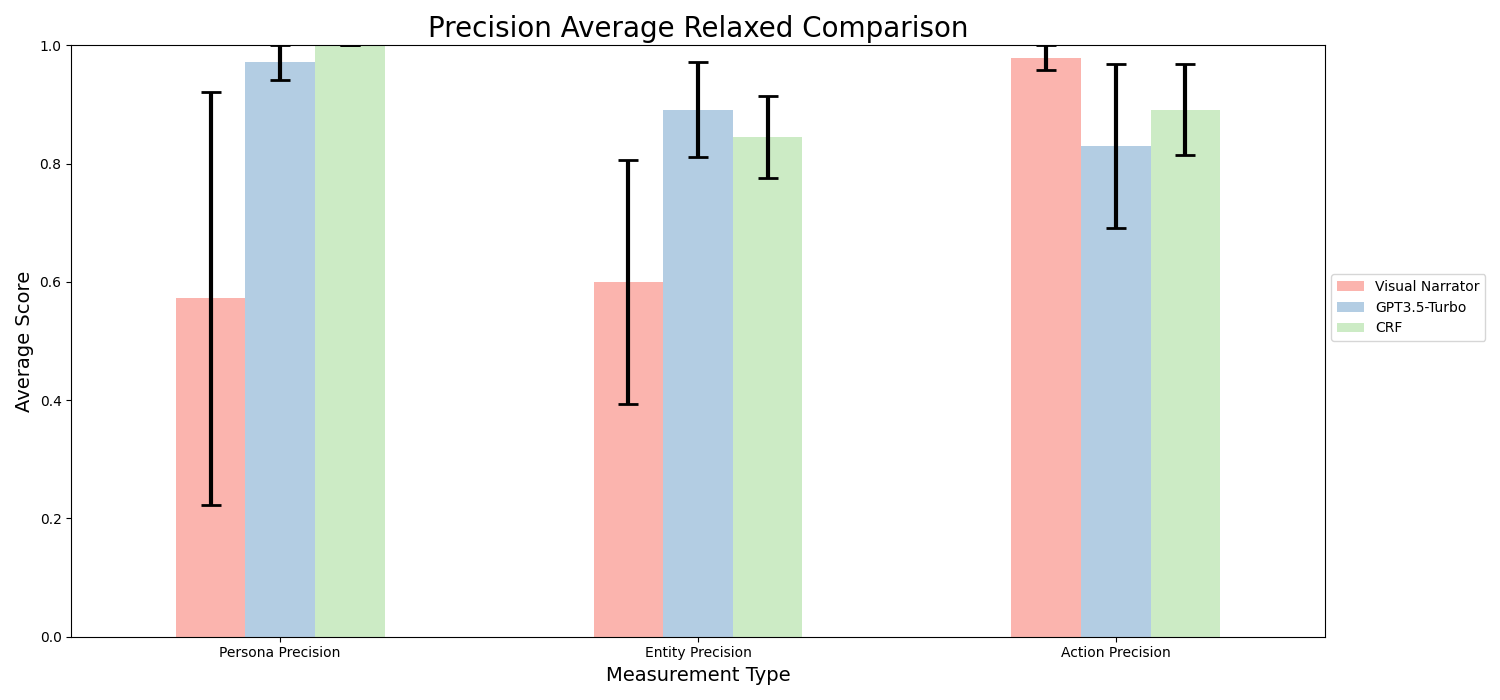 Precision Average Relaxed Comparison
1.0
0.8
0.6
0.4
0.2
0.0
Average Score
Persona Precision
Entity Precision
Action Precision
Measurement Type
Visual Narrator
GPT3.5-Turbo
CRF